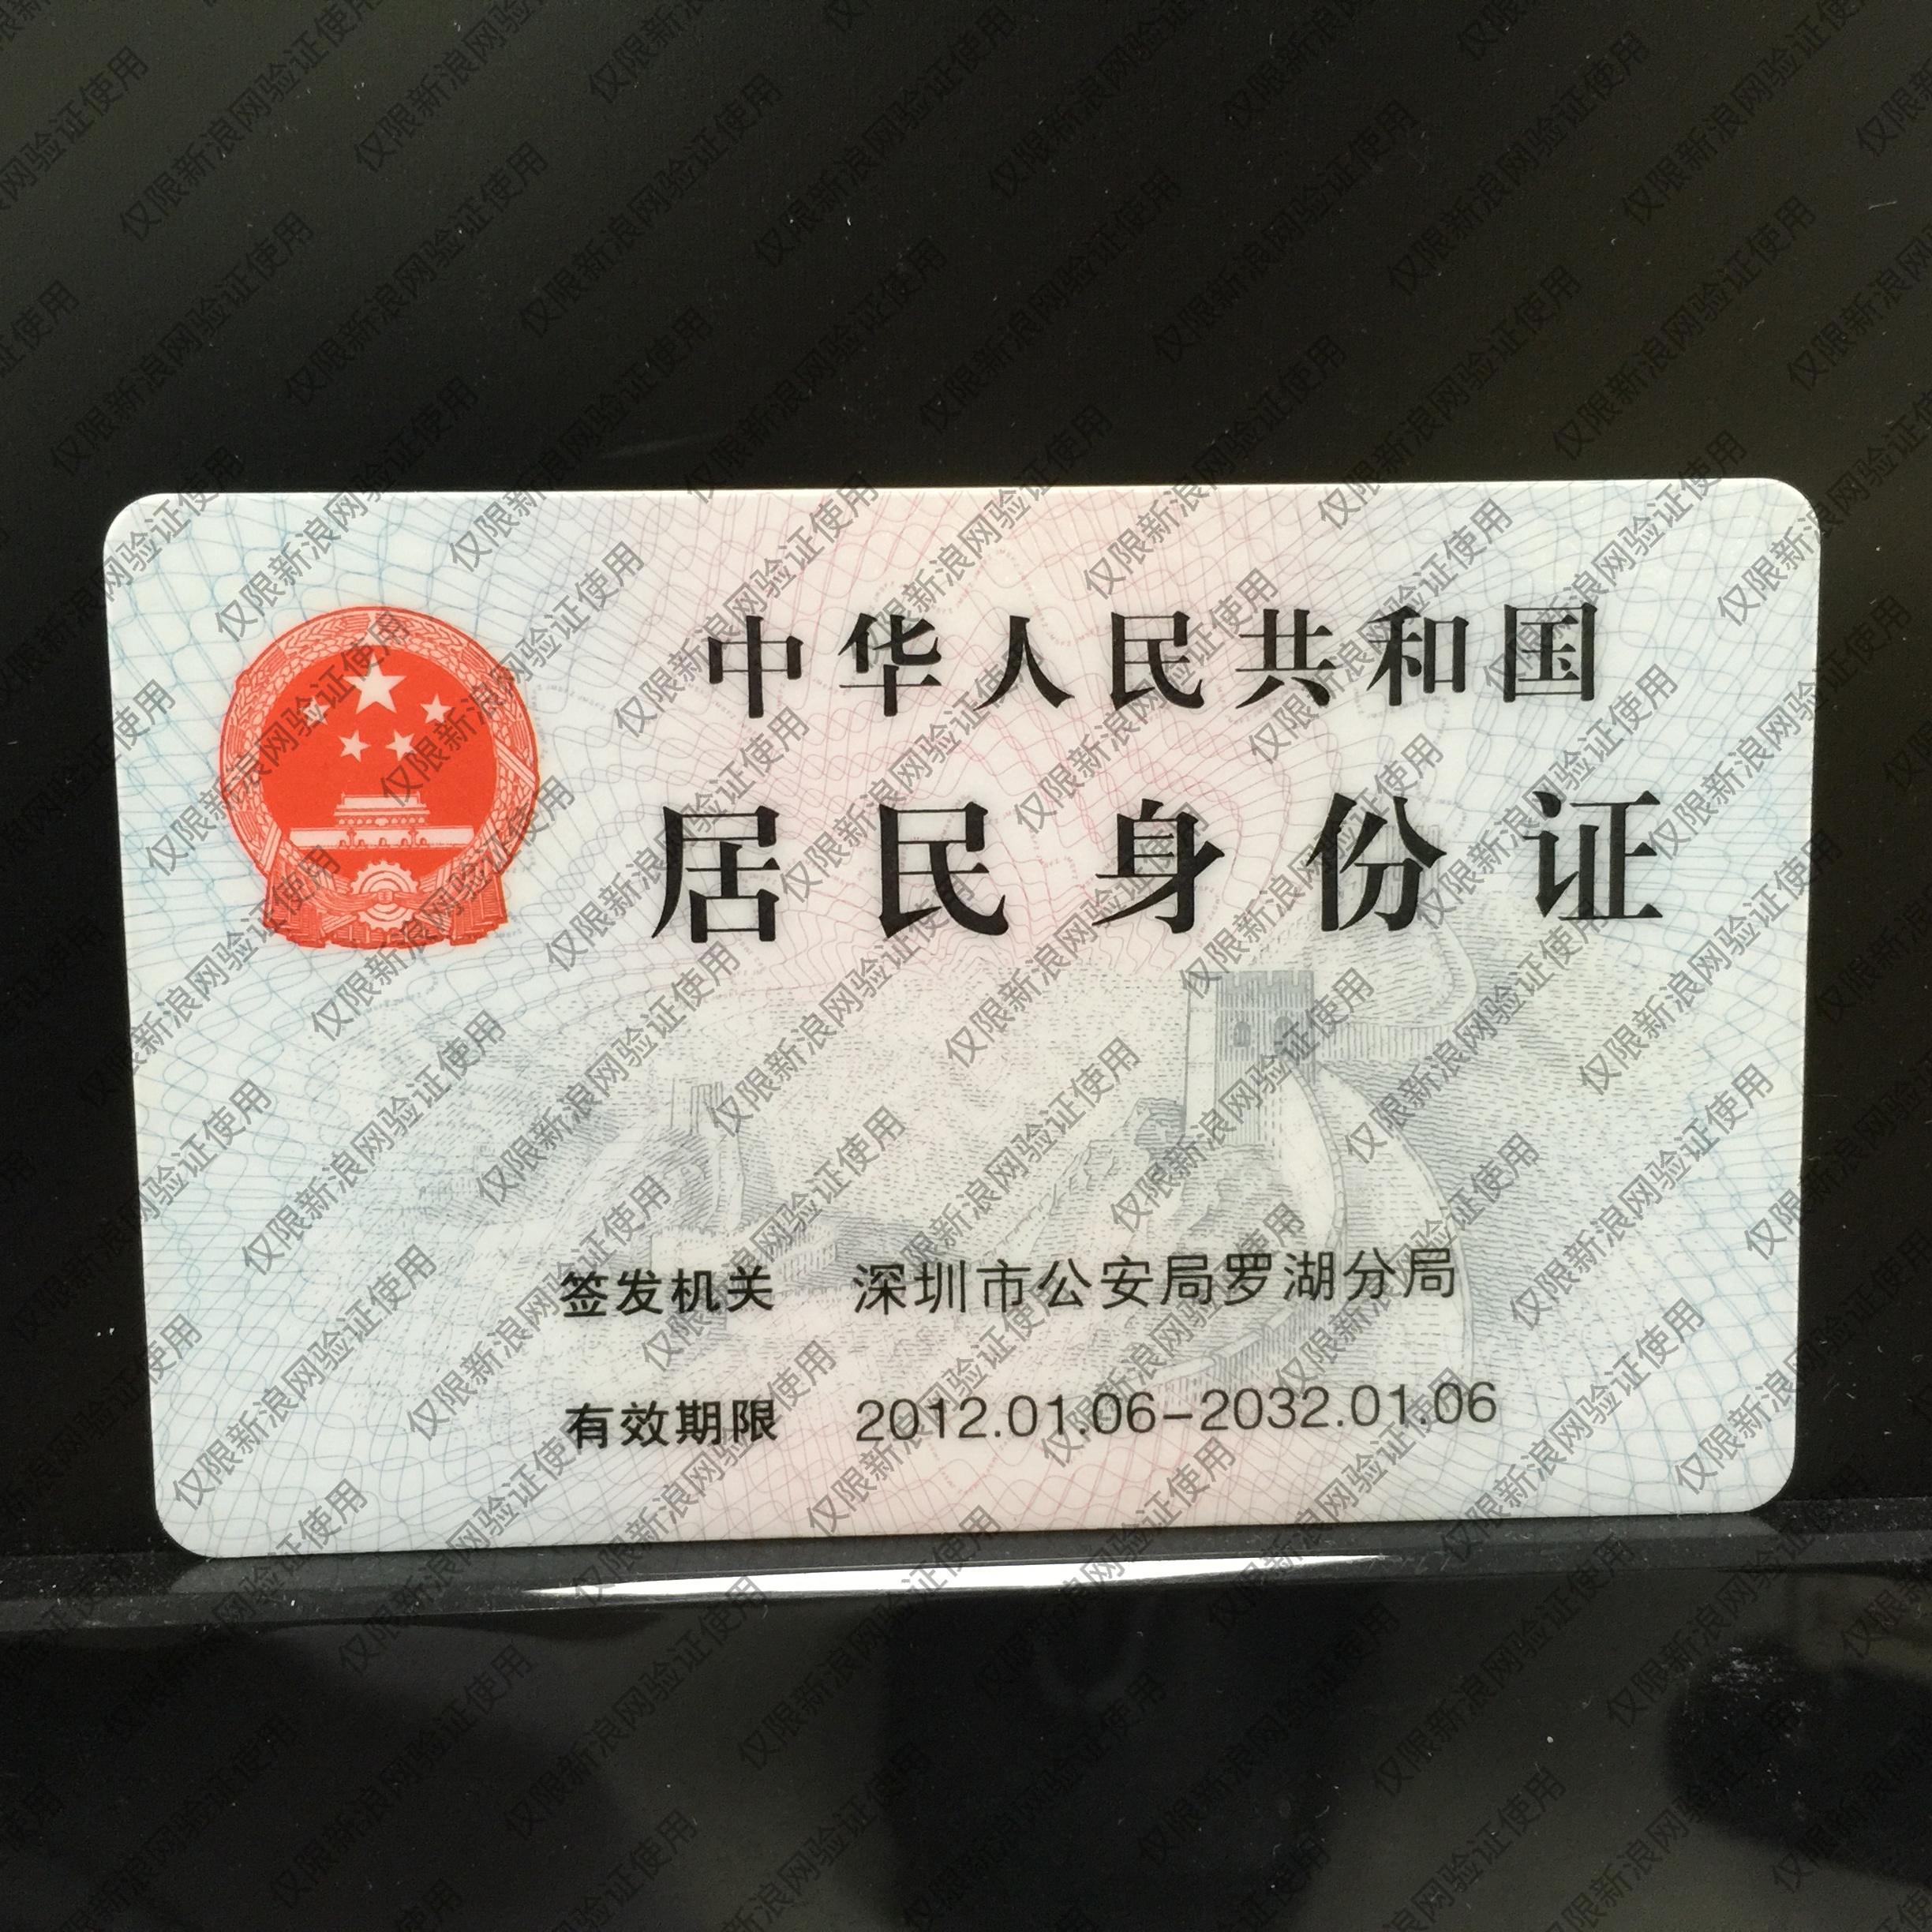 中华人民共和国
居民身份证
签发机关 深圳市公安局罗湖分局
有效期限 2012.01.06-2032.01.06
仅限新浪网验证使用